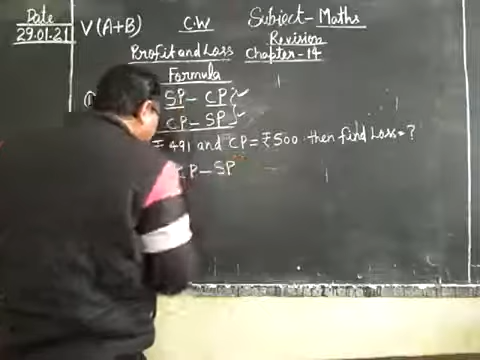 Date V(A+B) C.W Subject- Maths
29.01.21 Revision
Profit and Loss Chapter-14
Formula
SP - CP
CP - SP
₹ 491 and CP = ₹500 then find Loss = ?
CP - SP